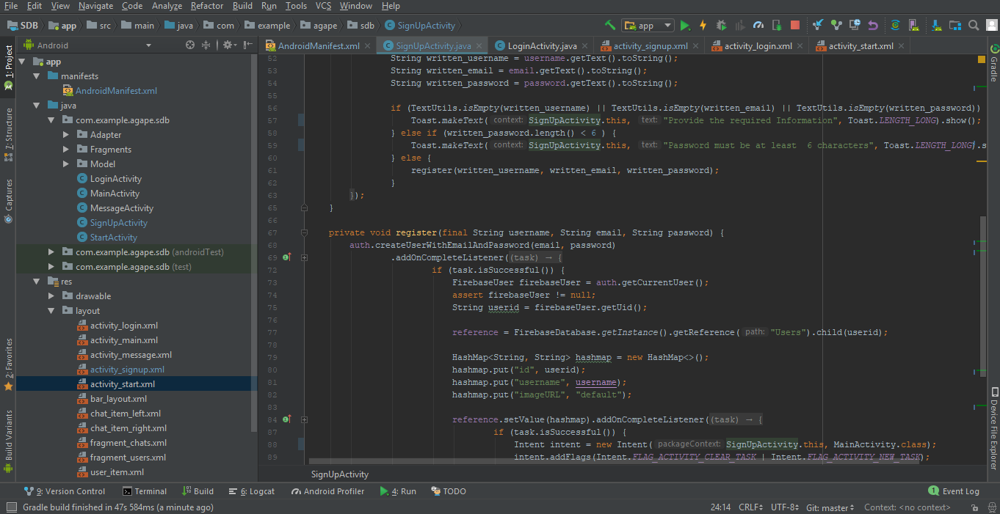 File Edit View Navigate Code Analyze Refactor Build Run Tools VCS Window Help
SDB app src main java com example agape sdb SignUpActivity app
1: Project
Z: Structure
Captures
2: Favorites
Build Variants
Android
app
manifests
AndroidManifest.xml
java
com.example.agape.sdb
Adapter
Fragments
Model
LoginActivity
MainActivity
MessageActivity
SignUpActivity
StartActivity
com.example.agape.sdb (androidTest)
com.example.agape.sdb (test)
res
drawable
layout
activity_login.xml
activity_main.xml
activity_message.xml
activity_signup.xml
activity_start.xml
bar_layout.xml
chat_item_left.xml
chat_item_right.xml
fragment_chats.xml
fragment_users.xml
user_item.xml
AndroidManifest.xml SignUpActivity.java LoginActivity.java activity_signup.xml activity_login.xml activity_start.xml
52 String written_username = username.getText().toString();
53 String written_email = email.getText().toString();
54 String written_password = password.getText().toString();
55
56 if (TextUtils.isEmpty(written_username) || TextUtils.isEmpty(written_email) || TextUtils.isEmpty(written_password))
57 Toast.makeText( context: SignUpActivity.this, text: "Provide the required Information", Toast.LENGTH_LONG).show();
58 } else if (written_password.length() < 6 ) {
59 Toast.makeText( context: SignUpActivity.this, text: "Password must be at least  6 characters", Toast.LENGTH_LONG).s
60 } else {
61 register(written_username, written_email, written_password);
62 }
63 });
65 }
66
67 private void register(final String username, String email, String password) {
68 auth.createUserWithEmailAndPassword(email, password)
69 .addOnCompleteListener((task) → {
72 if (task.isSuccessful()) {
73 FirebaseUser firebaseUser = auth.getCurrentUser();
74 assert firebaseUser != null;
75 String userid = firebaseUser.getUid();
76
77 reference = FirebaseDatabase.getInstance().getReference( path: "Users").child(userid);
78
79 HashMap<String, String> hashmap = new HashMap<>();
80 hashmap.put("id", userid);
81 hashmap.put("username", username);
82 hashmap.put("imageURL", "default");
83
84 reference.setValue(hashmap).addOnCompleteListener((task) → {
87 if (task.isSuccessful()) {
88 Intent intent = new Intent( packageContext: SignUpActivity.this, MainActivity.class);
89 intent.addFlags(Intent.FLAG_ACTIVITY_CLEAR_TASK | Intent.FLAG_ACTIVITY_NEW_TASK);
SignUpActivity
Gradle
Device File Explorer
9: Version Control Terminal Build 6: Logcat Android Profiler 4: Run TODO 1 Event Log
Gradle build finished in 47s 584ms (a minute ago) 24:14 CRLF UTF-8 Git: master Context: <no context>